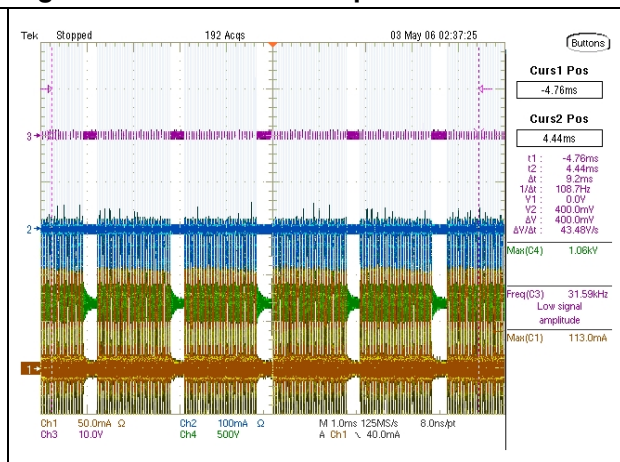 Tek Stopped 192 Acqs 03 May 06 02:37:25
Buttons
Curs1 Pos
-4.76ms
Curs2 Pos
4.44ms
t1 : -4.76ms
t2 : 4.44ms
Δt : 9.2ms
1/Δt : 108.7Hz
Y1 : 0.0V
Y2 : 400.0mV
ΔY : 400.0mV
ΔY/Δt : 43.48V/s
Max(C4) 1.06kV
Freq(C3) 31.59kHz
Low signal
amplitude
Max(C1) 113.0mA
3
2
1
Ch1 50.0mA Ω Ch2 100mA Ω M 1.0ms 125MS/s 8.0ns/pt
Ch3 10.0V Ch4 500V A Ch1 ∖ 40.0mA